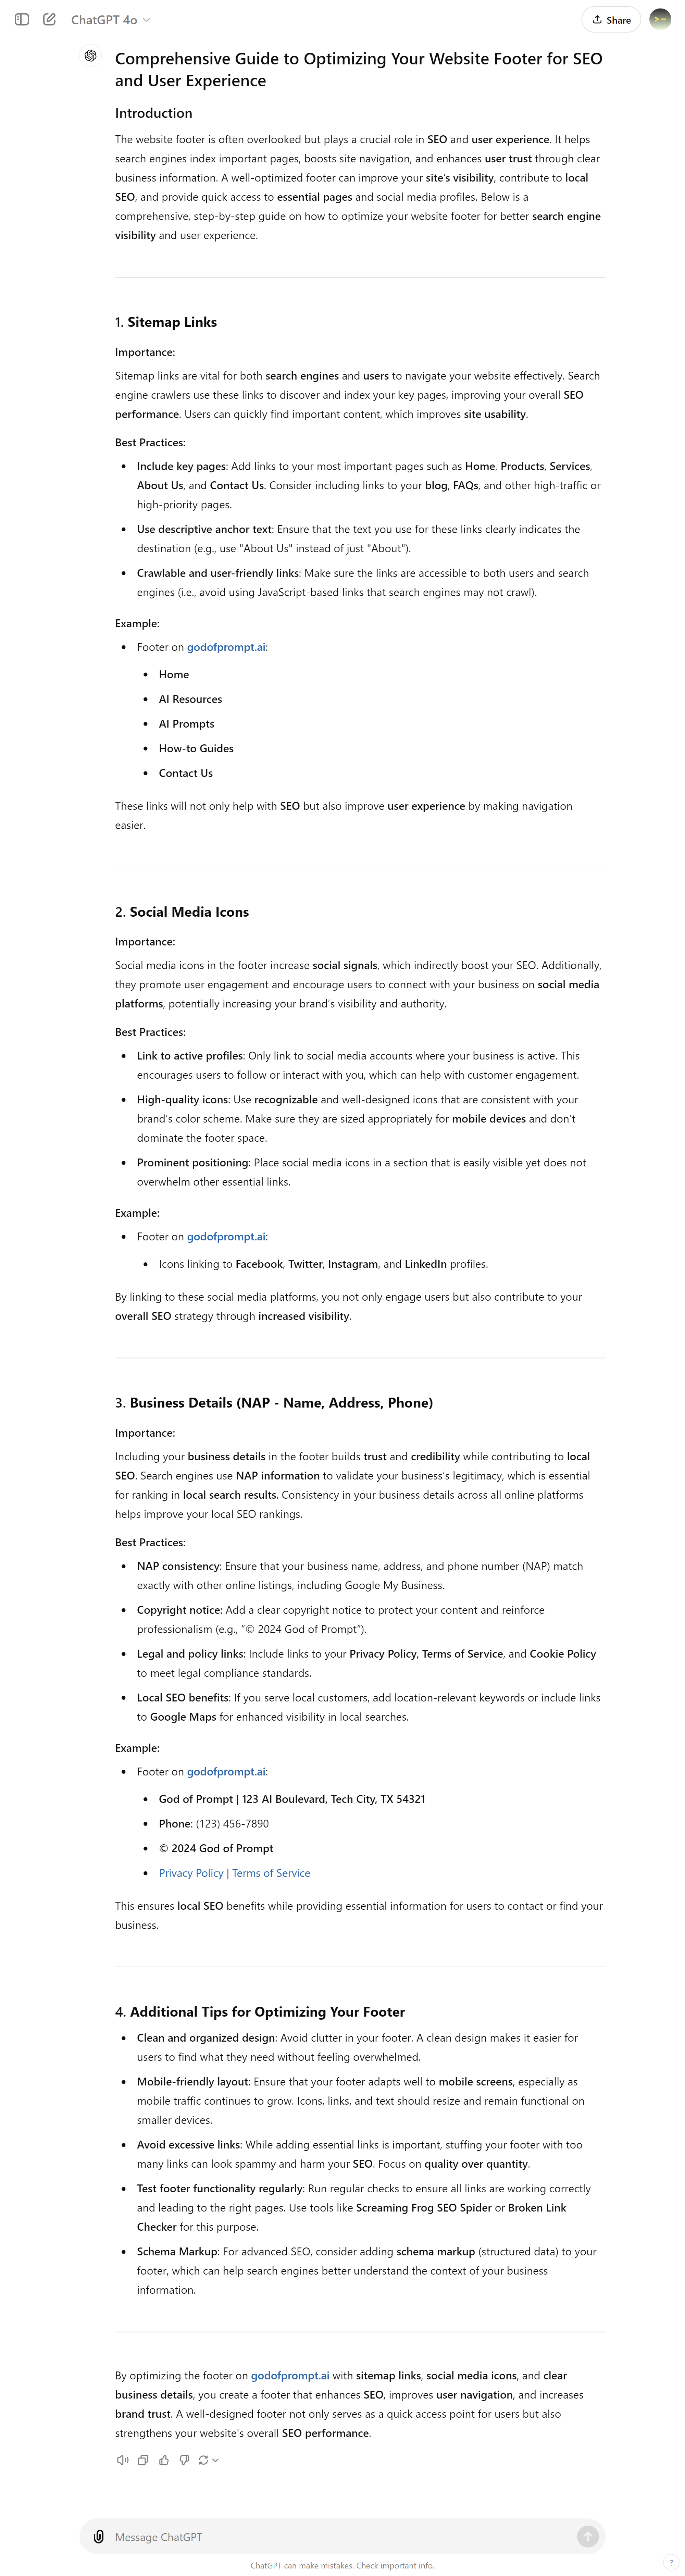 ChatGPT 4o
Share
Comprehensive Guide to Optimizing Your Website Footer for SEO
and User Experience
Introduction
The website footer is often overlooked but plays a crucial role in SEO and user experience. It helps
search engines index important pages, boosts site navigation, and enhances user trust through clear
business information. A well-optimized footer can improve your site's visibility, contribute to local
SEO, and provide quick access to essential pages and social media profiles. Below is a
comprehensive, step-by-step guide on how to optimize your website footer for better search engine
visibility and user experience.
1. Sitemap Links
Importance:
Sitemap links are vital for both search engines and users to navigate your website effectively. Search
engine crawlers use these links to discover and index your key pages, improving your overall SEO
performance. Users can quickly find important content, which improves site usability.
Best Practices:
• Include key pages: Add links to your most important pages such as Home, Products, Services,
About Us, and Contact Us. Consider including links to your blog, FAQs, and other high-traffic or
high-priority pages.
• Use descriptive anchor text: Ensure that the text you use for these links clearly indicates the
destination (e.g., use "About Us" instead of just "About").
• Crawlable and user-friendly links: Make sure the links are accessible to both users and search
engines (i.e., avoid using JavaScript-based links that search engines may not crawl).
Example:
• Footer on godofprompt.ai:
• Home
• AI Resources
• AI Prompts
• How-to Guides
• Contact Us
These links will not only help with SEO but also improve user experience by making navigation
easier.
2. Social Media Icons
Importance:
Social media icons in the footer increase social signals, which indirectly boost your SEO. Additionally,
they promote user engagement and encourage users to connect with your business on social media
platforms, potentially increasing your brand's visibility and authority.
Best Practices:
• Link to active profiles: Only link to social media accounts where your business is active. This
encourages users to follow or interact with you, which can help with customer engagement.
• High-quality icons: Use recognizable and well-designed icons that are consistent with your
brand's color scheme. Make sure they are sized appropriately for mobile devices and don't
dominate the footer space.
• Prominent positioning: Place social media icons in a section that is easily visible yet does not
overwhelm other essential links.
Example:
• Footer on godofprompt.ai:
• Icons linking to Facebook, Twitter, Instagram, and LinkedIn profiles.
By linking to these social media platforms, you not only engage users but also contribute to your
overall SEO strategy through increased visibility.
3. Business Details (NAP - Name, Address, Phone)
Importance:
Including your business details in the footer builds trust and credibility while contributing to local
SEO. Search engines use NAP information to validate your business's legitimacy, which is essential
for ranking in local search results. Consistency in your business details across all online platforms
helps improve your local SEO rankings.
Best Practices:
• NAP consistency: Ensure that your business name, address, and phone number (NAP) match
exactly with other online listings, including Google My Business.
• Copyright notice: Add a clear copyright notice to protect your content and reinforce
professionalism (e.g., "© 2024 God of Prompt").
• Legal and policy links: Include links to your Privacy Policy, Terms of Service, and Cookie Policy
to meet legal compliance standards.
• Local SEO benefits: If you serve local customers, add location-relevant keywords or include links
to Google Maps for enhanced visibility in local searches.
Example:
• Footer on godofprompt.ai:
• God of Prompt | 123 AI Boulevard, Tech City, TX 54321
• Phone: (123) 456-7890
• © 2024 God of Prompt
• Privacy Policy | Terms of Service
This ensures local SEO benefits while providing essential information for users to contact or find your
business.
4. Additional Tips for Optimizing Your Footer
• Clean and organized design: Avoid clutter in your footer. A clean design makes it easier for
users to find what they need without feeling overwhelmed.
• Mobile-friendly layout: Ensure that your footer adapts well to mobile screens, especially as
mobile traffic continues to grow. Icons, links, and text should resize and remain functional on
smaller devices.
• Avoid excessive links: While adding essential links is important, stuffing your footer with too
many links can look spammy and harm your SEO. Focus on quality over quantity.
• Test footer functionality regularly: Run regular checks to ensure all links are working correctly
and leading to the right pages. Use tools like Screaming Frog SEO Spider or Broken Link
Checker for this purpose.
• Schema Markup: For advanced SEO, consider adding schema markup (structured data) to your
footer, which can help search engines better understand the context of your business
information.
By optimizing the footer on godofprompt.ai with sitemap links, social media icons, and clear
business details, you create a footer that enhances SEO, improves user navigation, and increases
brand trust. A well-designed footer not only serves as a quick access point for users but also
strengthens your website's overall SEO performance.
Message ChatGPT
ChatGPT can make mistakes. Check important info.
?